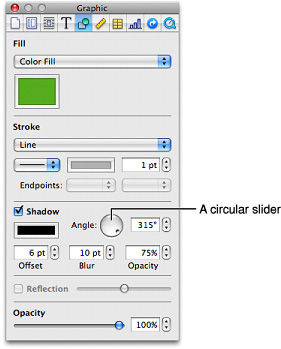 Graphic
T
Fill
Color Fill
Stroke
Line
1 pt
Endpoints:
Shadow
Angle: 315° A circular slider
6 pt 10 pt 75%
Offset Blur Opacity
Reflection
Opacity
100%